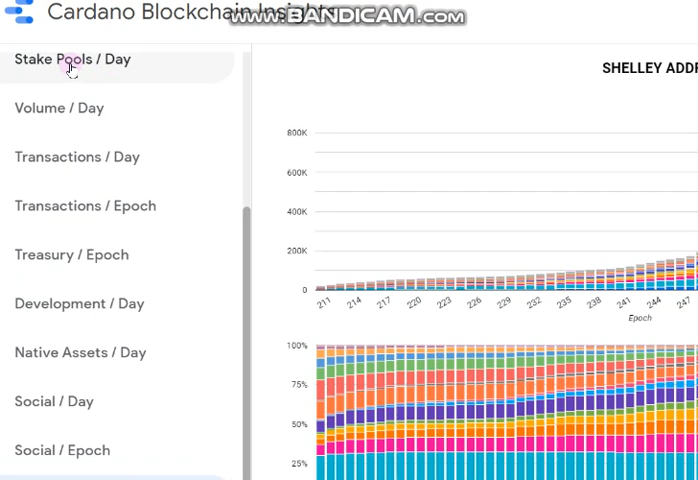 Cardano Blockchain Insights
www.BANDICAM.com
Stake Pools / Day
Volume / Day
Transactions / Day
Transactions / Epoch
Treasury / Epoch
Development / Day
Native Assets / Day
Social / Day
Social / Epoch
SHELLEY ADDR
800K
600K
400K
200K
0
211 214 217 220 223 226 229 232 235 238 241 244 247
Epoch
100%
75%
50%
25%